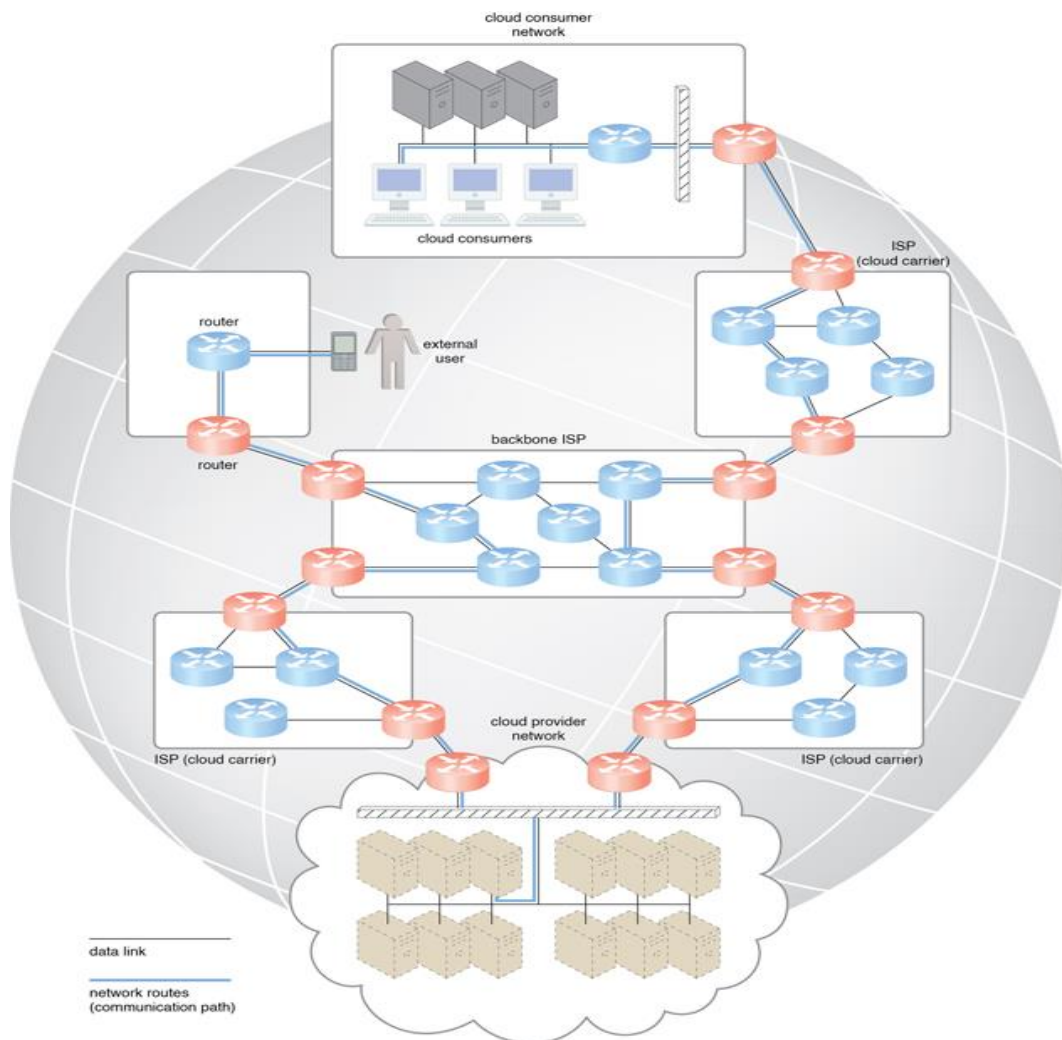 cloud consumer
network
cloud consumers
ISP
(cloud carrier)
router
external
user
router
backbone ISP
ISP (cloud carrier)
cloud provider
network
ISP (cloud carrier)
data link
network routes
(communication path)